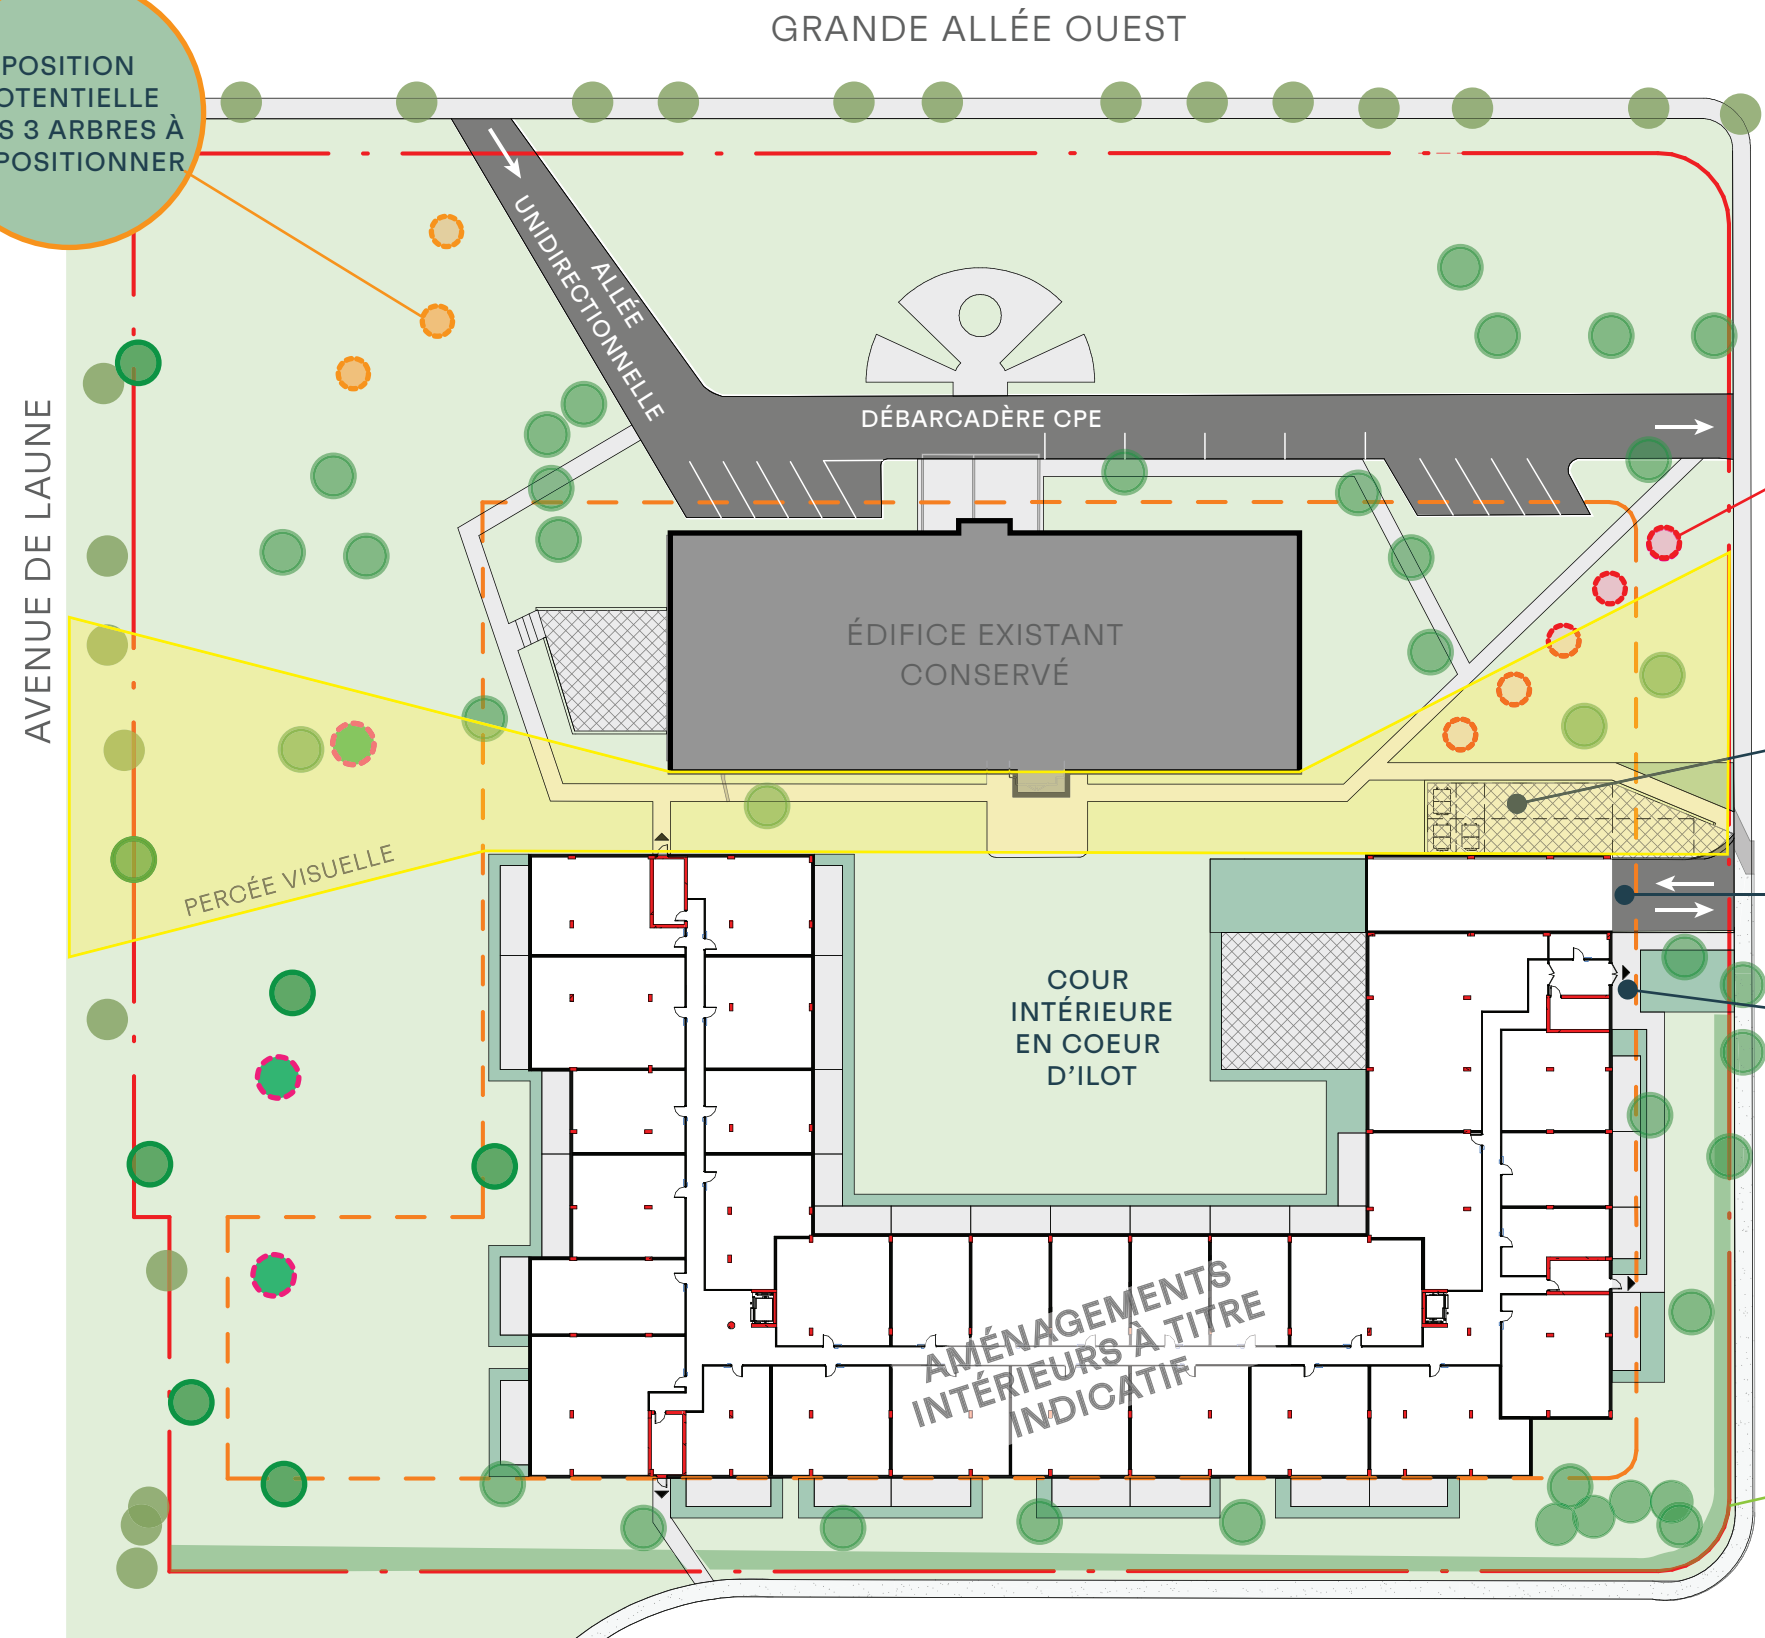 GRANDE ALLÉE OUEST
POSITION
OTENTIELLE
S 3 ARBRES À
POSITIONNER
ALLÉE
UNIDIRECTIONNELLE
DÉBARCADÈRE CPE
AVENUE DE LAUNE
ÉDIFICE EXISTANT
CONSERVÉ
PERCÉE VISUELLE
COUR
INTÉRIEURE
EN COEUR
D’ILOT
AMÉNAGEMENTS
INTÉRIEURS À TITRE
INDICATIF